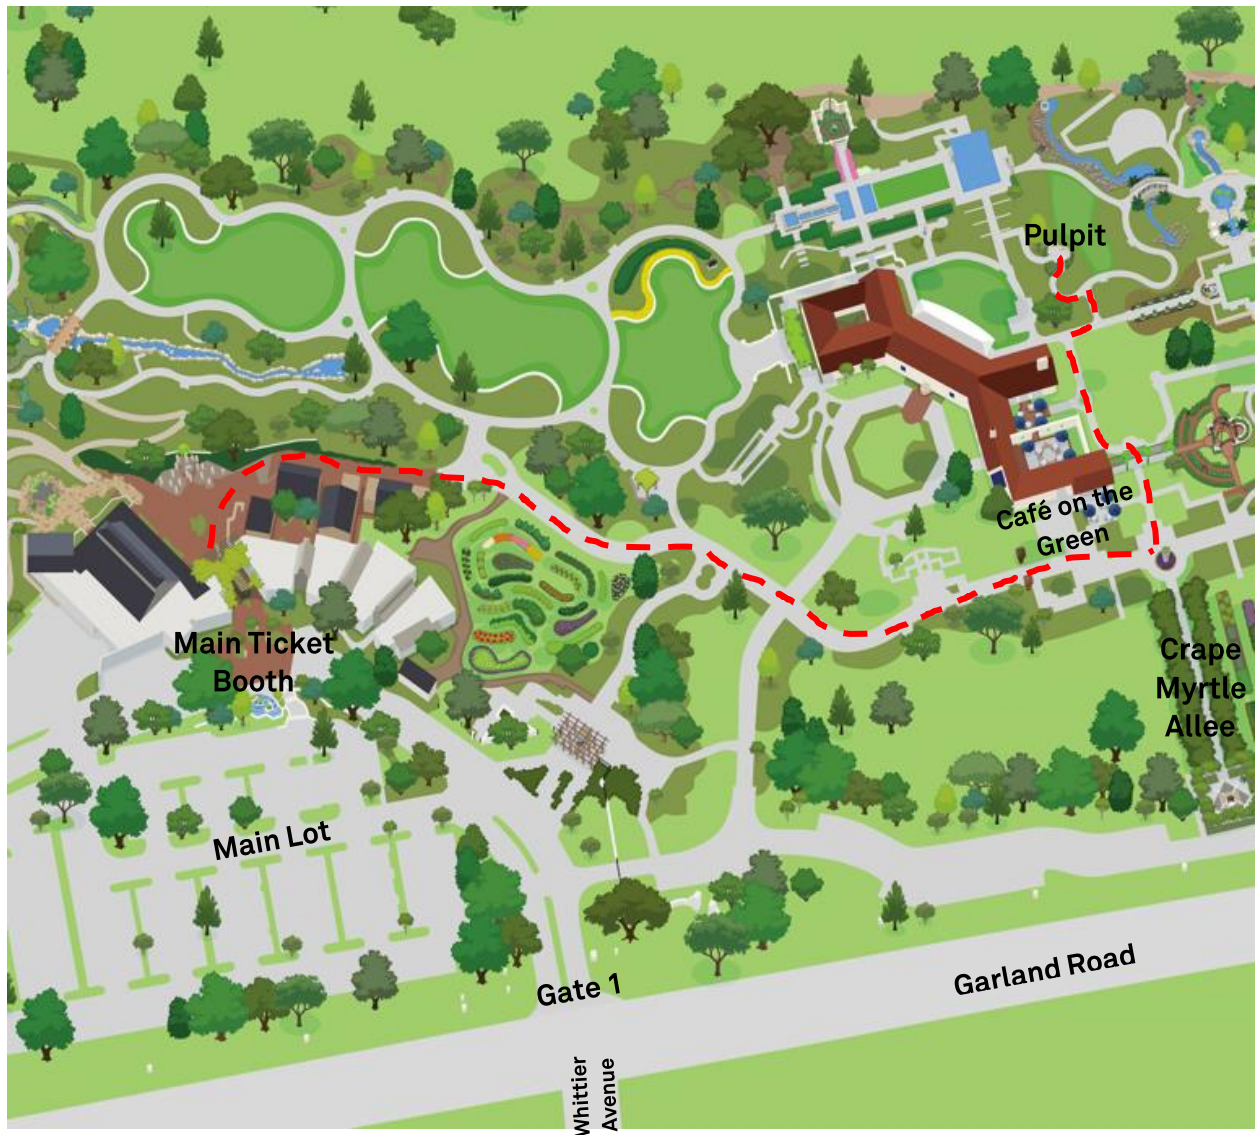 Pulpit
Café on the
Green
Main Ticket
Booth
Crape
Myrtle
Allee
Main Lot
Garland Road
Gate 1
Whittier
Avenue